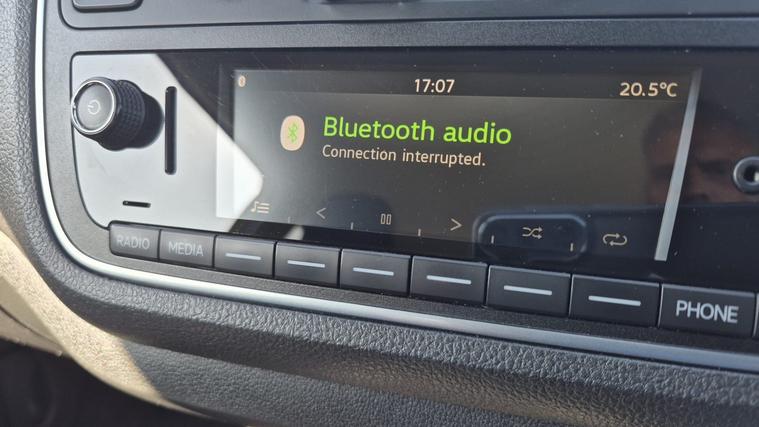 17:07
20.5°C
Bluetooth audio
Connection interrupted.
RADIO
MEDIA
PHONE